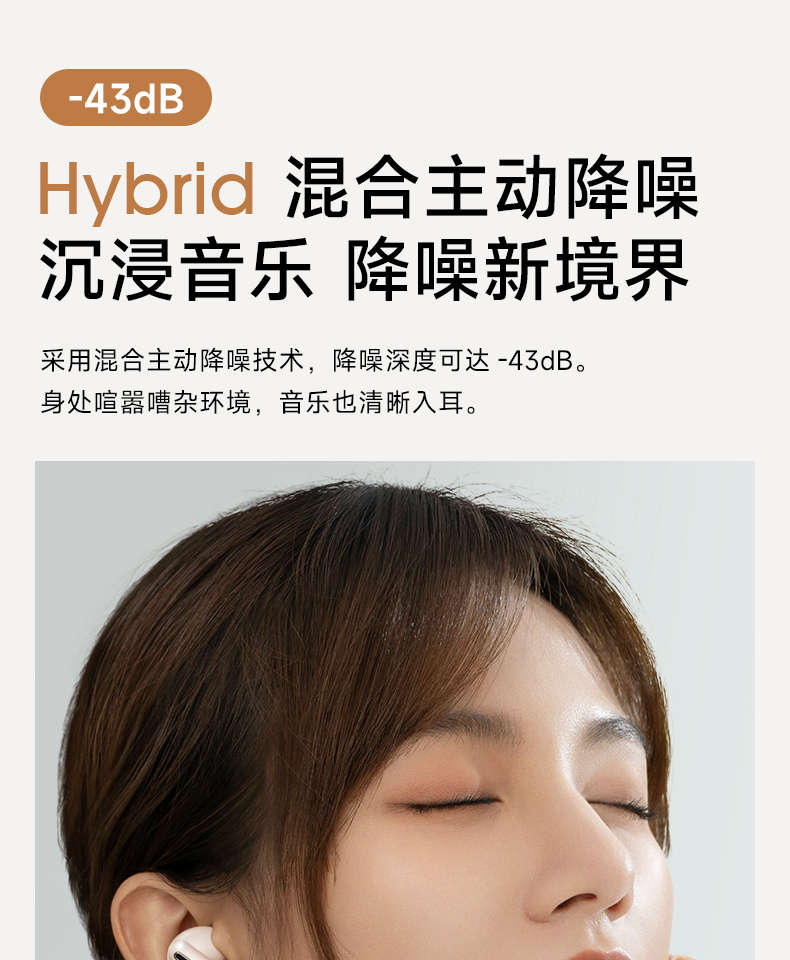 -43dB
Hybrid 混合主动降噪
沉浸音乐 降噪新境界
采用混合主动降噪技术，降噪深度可达 -43dB。
身处喧嚣嘈杂环境，音乐也清晰入耳。